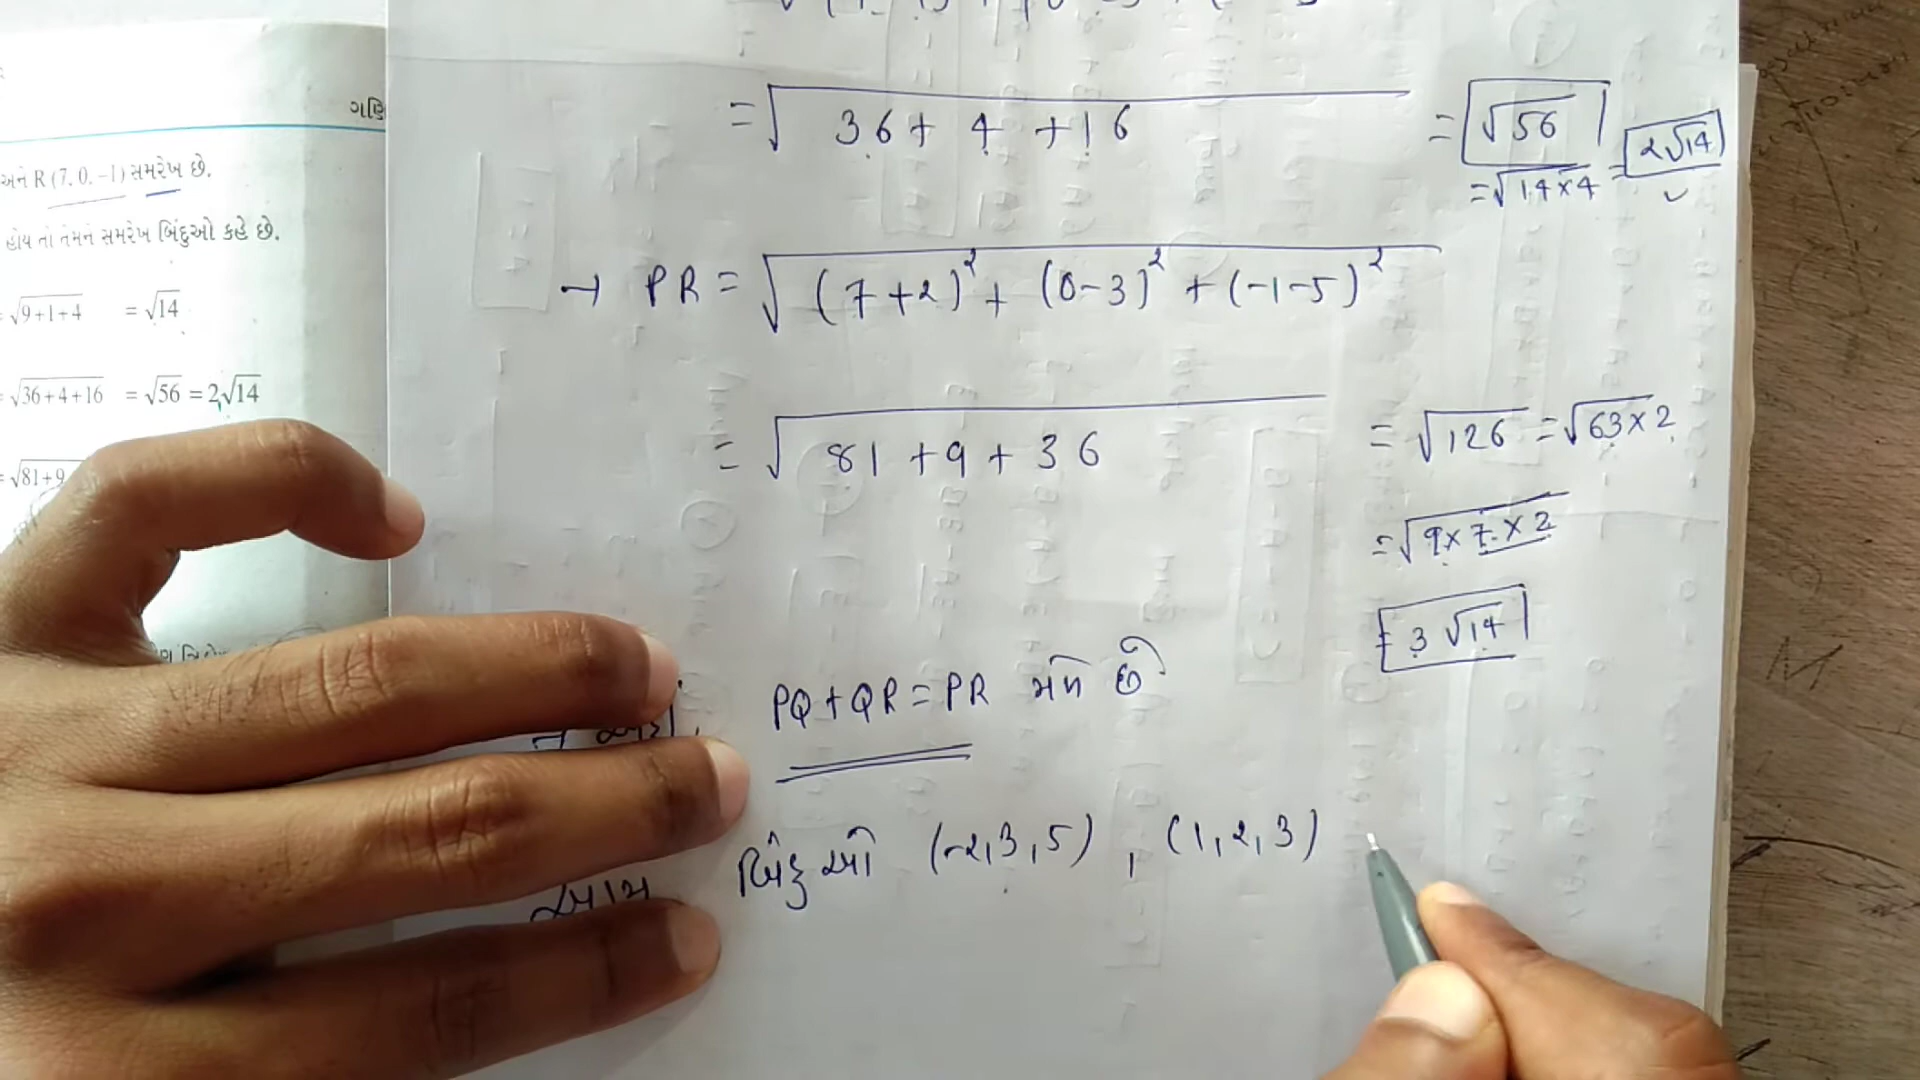 ગણિ
અને R (7, 0, –1) સમરેખ છે.
હોય તો તેમને સમરેખ બિંદુઓ કહે છે.
= √9+1+4 = √14
= √36+4+16 = √56 = 2√14
= √81+9
= √36+ 4 +16 = √56
= √14×4 = 2√14
→ PR = √(7+2)² + (0-3)² + (-1-5)²
= √81 +9 + 36 = √126 = √63×2
= √9×7×2
= 3 √14
PQ+QR=PR મળે છે
આમ બિંદુઓ (-2,3,5) , (1,2,3)